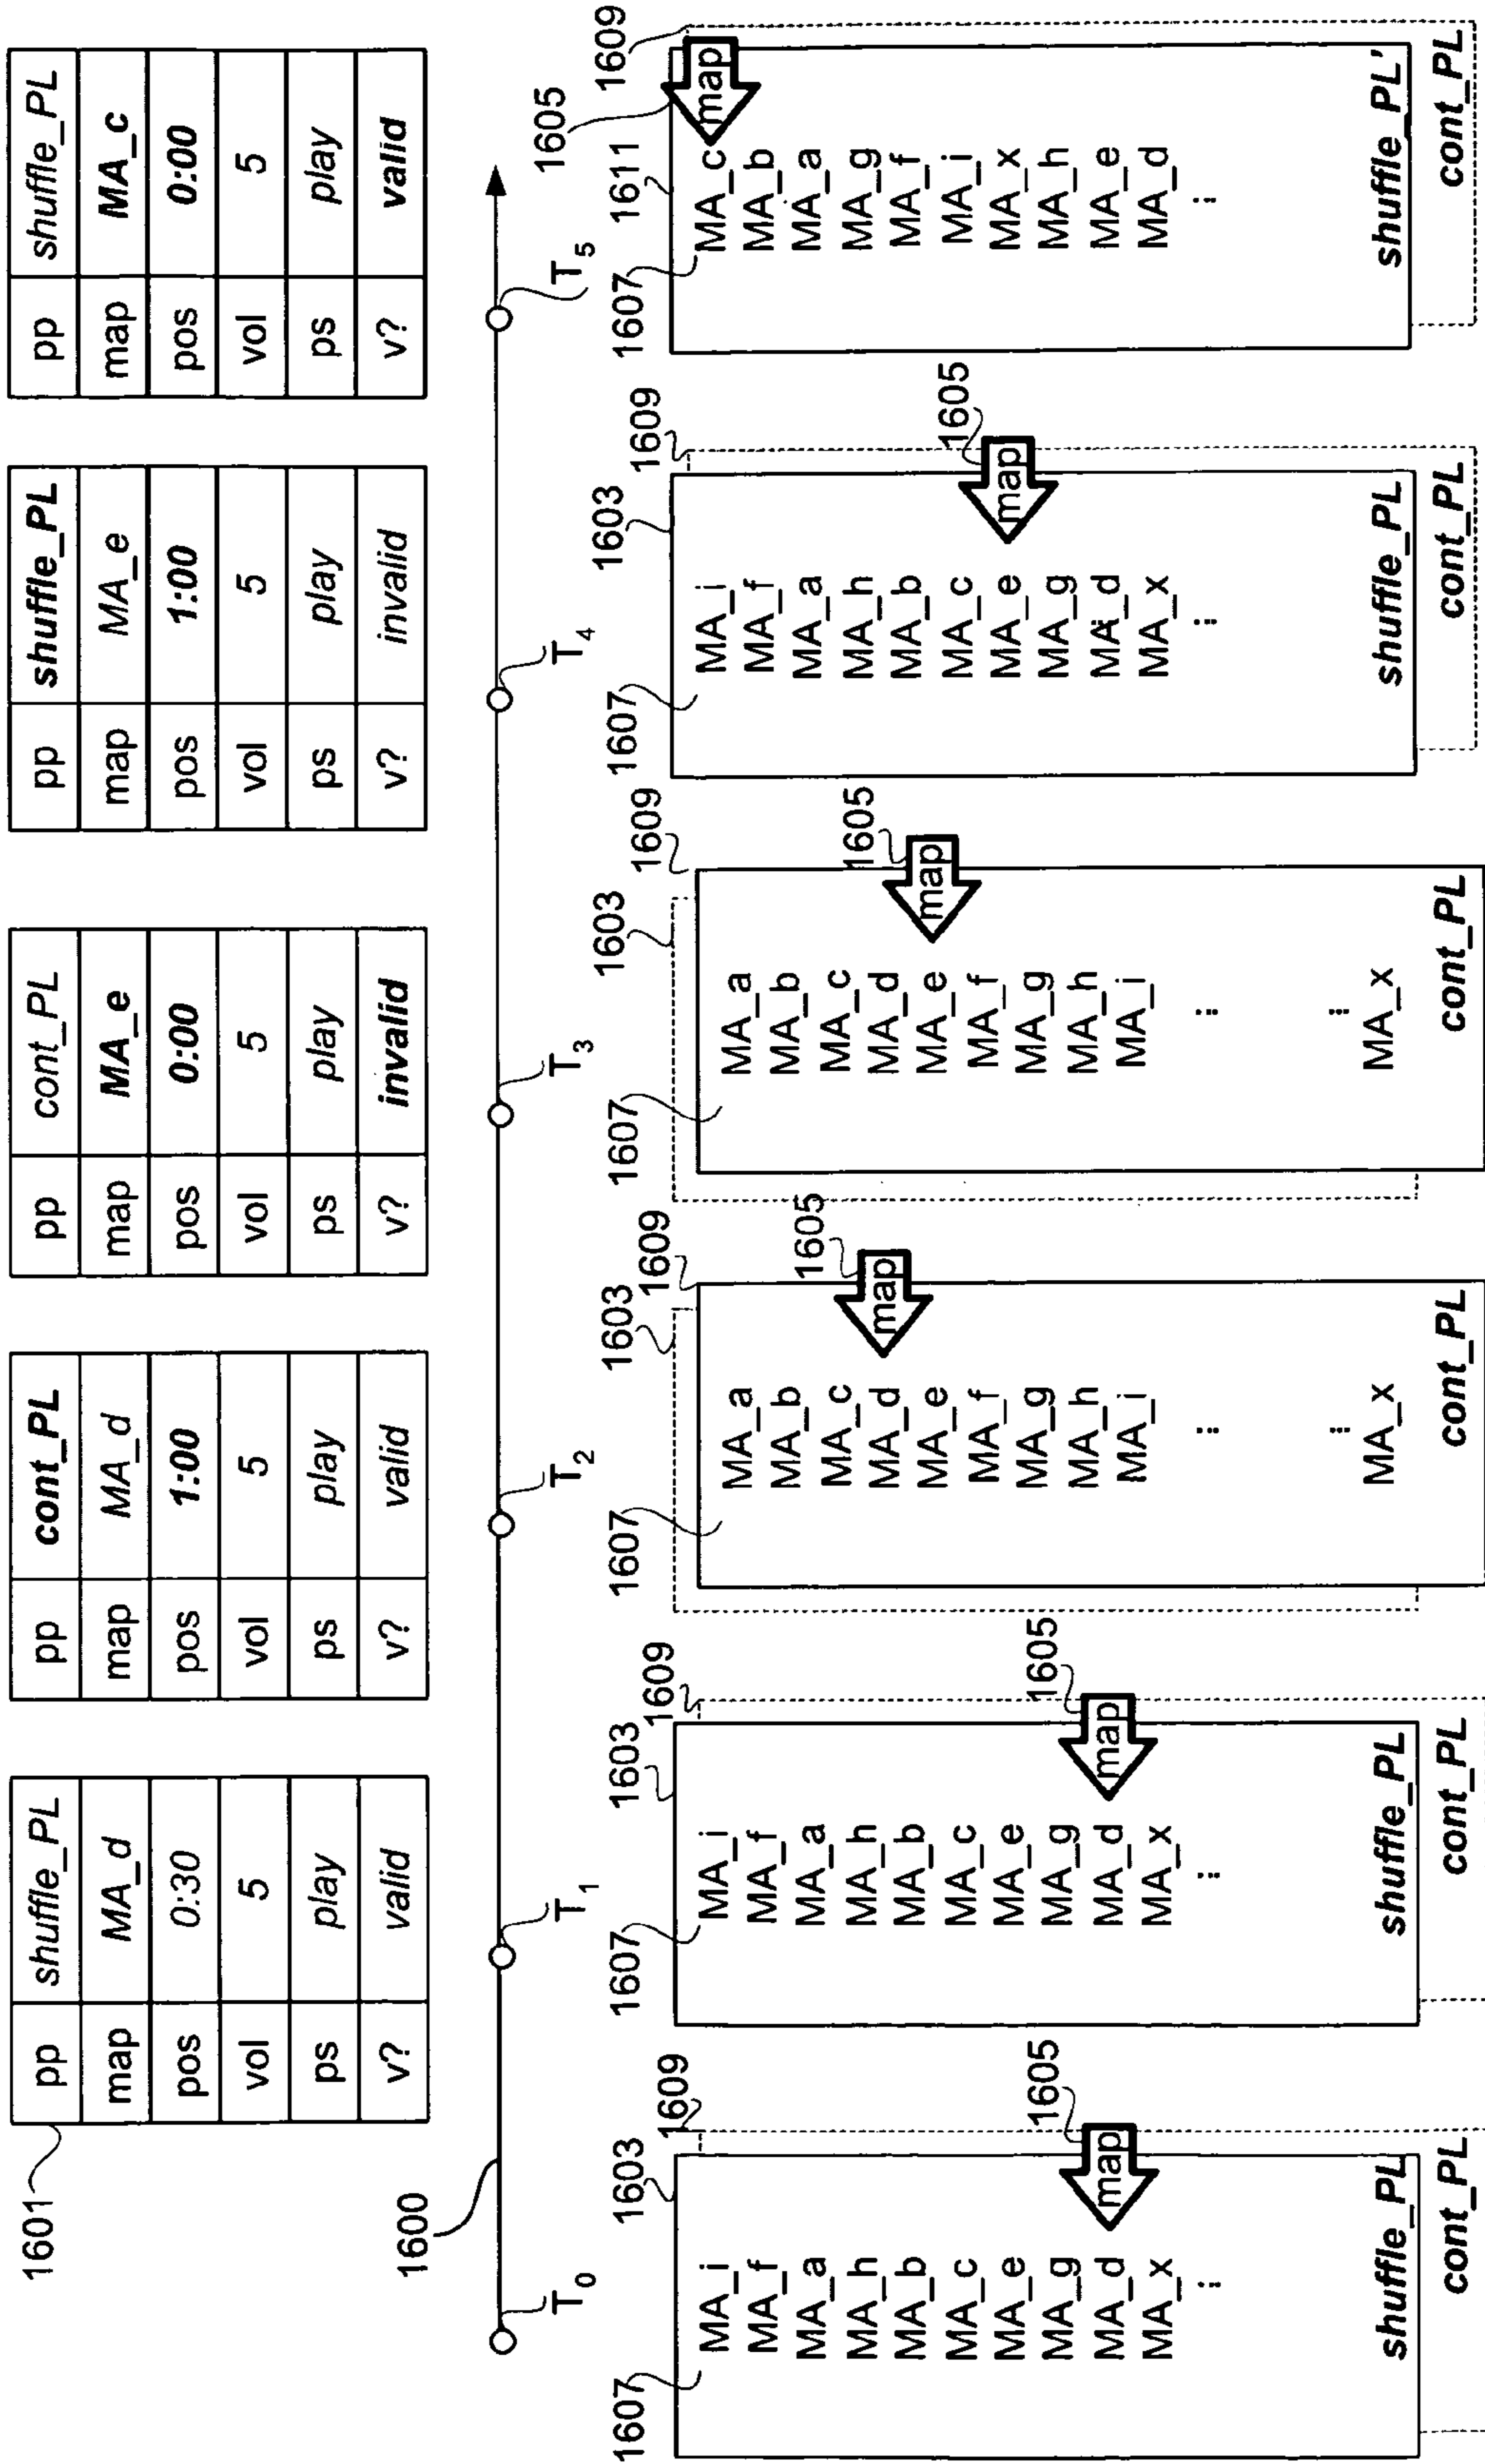 1601
pp shuffle_PL
map MA_d
pos 0:30
vol 5
ps play
v? valid
pp cont_PL
map MA_d
pos 1:00
vol 5
ps play
v? valid
pp cont_PL
map MA_e
pos 0:00
vol 5
ps play
v? invalid
pp shuffle_PL
map MA_e
pos 1:00
vol 5
ps play
v? invalid
pp shuffle_PL
map MA_c
pos 0:00
vol 5
ps play
v? valid
1600
T0
T1
T2
T3
T4
T5
1607
1603
1609
1605
map
MA_i
MA_f
MA_a
MA_h
MA_b
MA_c
MA_e
MA_g
MA_d
MA_x
⋮
shuffle_PL
cont_PL
1607
1603
1609
1605
map
MA_i
MA_f
MA_a
MA_h
MA_b
MA_c
MA_e
MA_g
MA_d
MA_x
⋮
shuffle_PL
cont_PL
1607
1603
1609
1605
map
MA_a
MA_b
MA_c
MA_d
MA_e
MA_f
MA_g
MA_h
MA_i
⋮
⋮
MA_x
cont_PL
1607
1603
1609
1605
map
MA_a
MA_b
MA_c
MA_d
MA_e
MA_f
MA_g
MA_h
MA_i
⋮
⋮
MA_x
cont_PL
1607
1603
1609
1605
map
MA_i
MA_f
MA_a
MA_h
MA_b
MA_c
MA_e
MA_g
MA_d
MA_x
⋮
shuffle_PL
cont_PL
1607
1611
1605
1609
map
MA_c
MA_b
MA_a
MA_g
MA_f
MA_i
MA_x
MA_h
MA_e
MA_d
⋮
shuffle_PL'
cont_PL